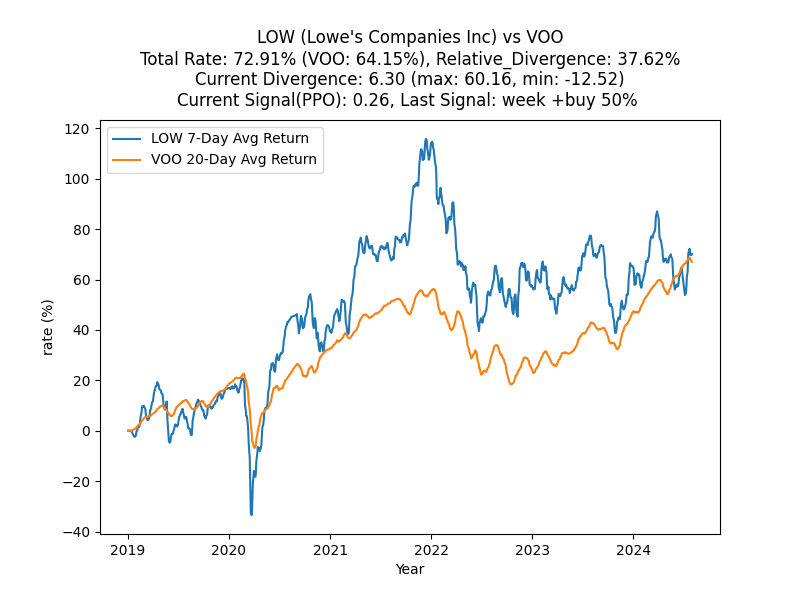 LOW (Lowe's Companies Inc) vs VOO
Total Rate: 72.91% (VOO: 64.15%), Relative_Divergence: 37.62%
Current Divergence: 6.30 (max: 60.16, min: -12.52)
Current Signal(PPO): 0.26, Last Signal: week +buy 50%
LOW 7-Day Avg Return
VOO 20-Day Avg Return
120
100
80
60
40
20
0
−20
−40
rate (%)
2019 2020 2021 2022 2023 2024
Year